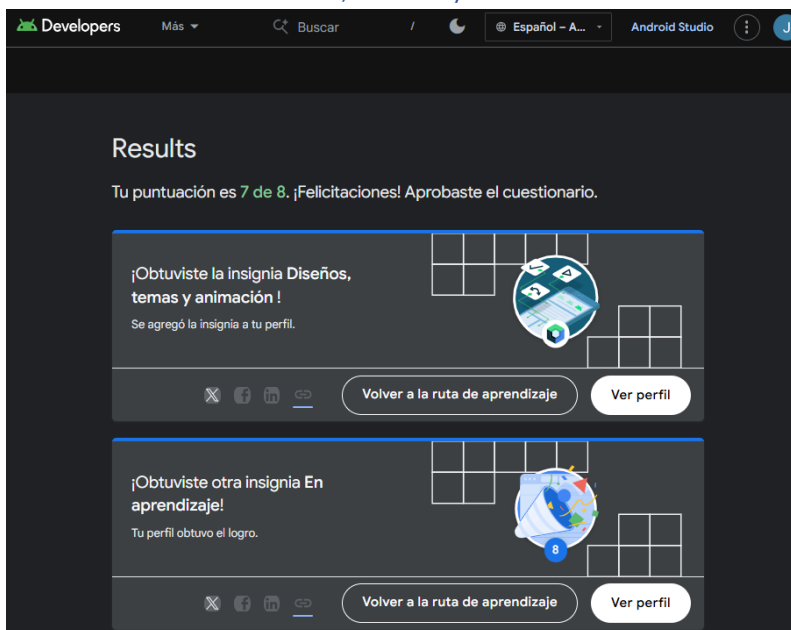 Developers Más Buscar / Español – A... Android Studio J
Results
Tu puntuación es 7 de 8. ¡Felicitaciones! Aprobaste el cuestionario.
¡Obtuviste la insignia Diseños,
temas y animación !
Se agregó la insignia a tu perfil.
Volver a la ruta de aprendizaje Ver perfil
¡Obtuviste otra insignia En
aprendizaje!
Tu perfil obtuvo el logro.
8
Volver a la ruta de aprendizaje Ver perfil